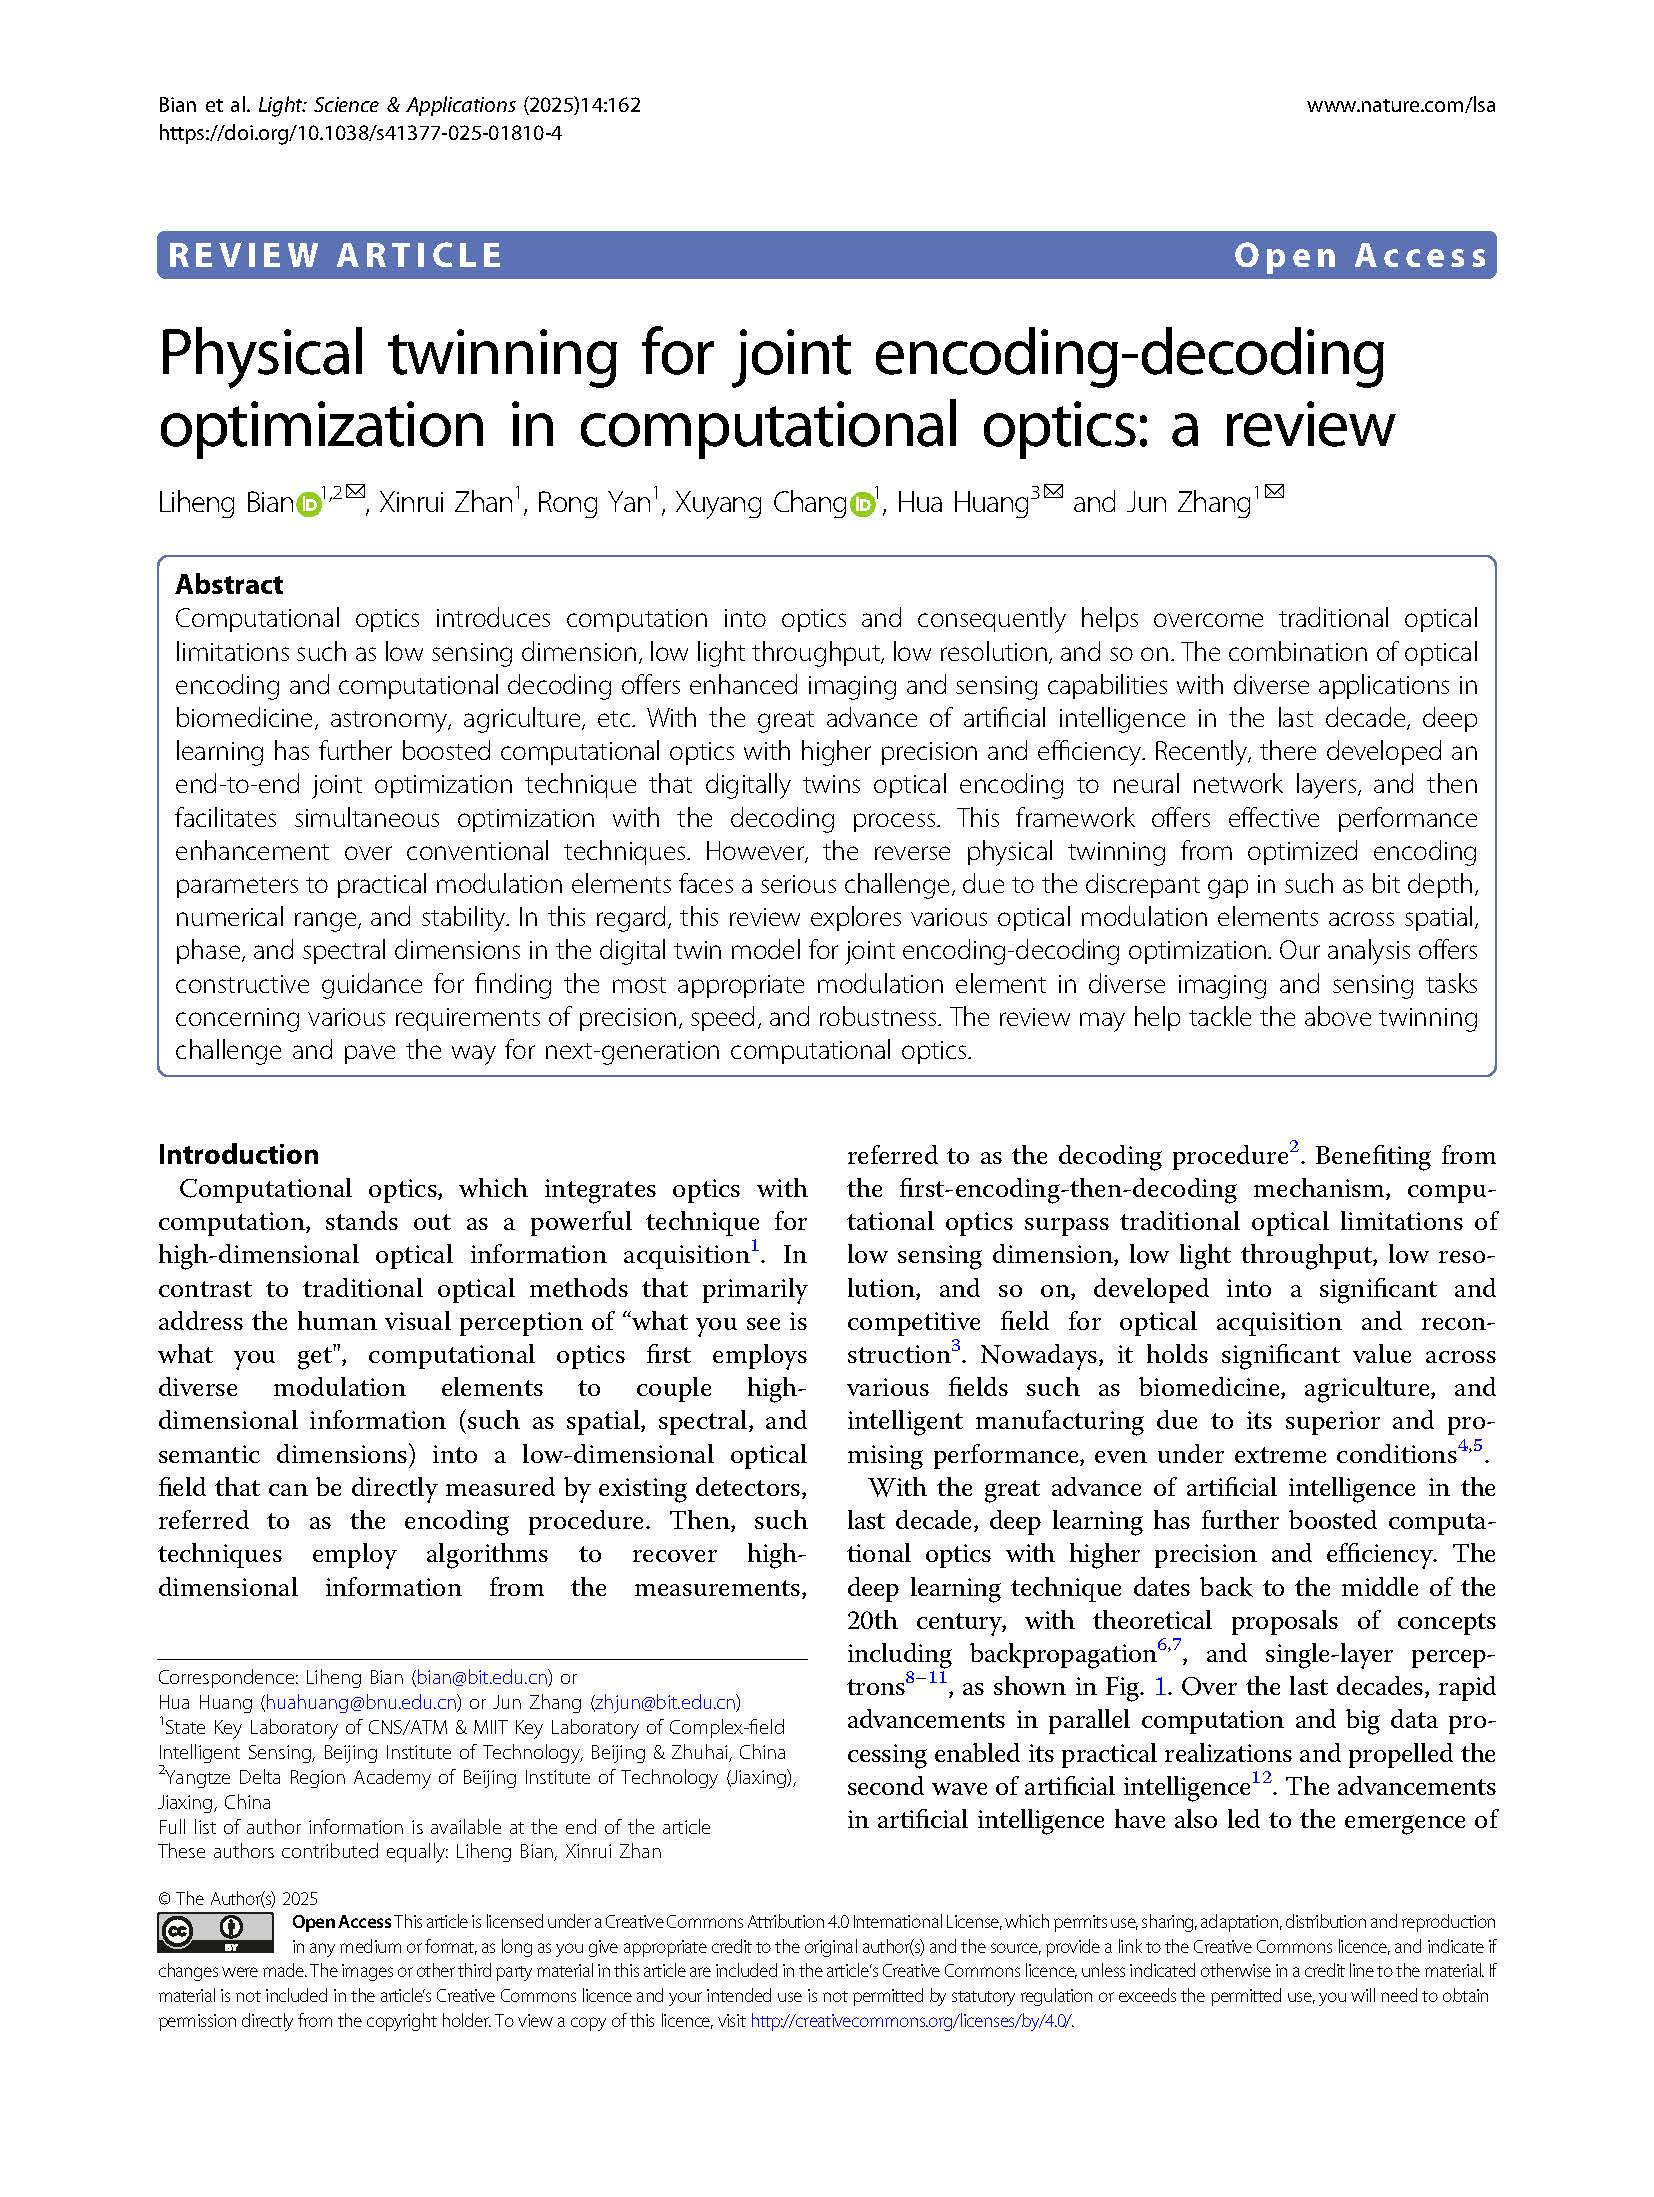 Bian et al. Light: Science & Applications (2025)14:162
https://doi.org/10.1038/s41377-025-01810-4
www.nature.com/lsa
REVIEW ARTICLE
Open Access
Physical twinning for joint encoding-decoding
optimization in computational optics: a review
Liheng Bian iD 1,2✉, Xinrui Zhan1, Rong Yan1, Xuyang Chang iD 1, Hua Huang3✉ and Jun Zhang1✉
Abstract
Computational optics introduces computation into optics and consequently helps overcome traditional optical
limitations such as low sensing dimension, low light throughput, low resolution, and so on. The combination of optical
encoding and computational decoding offers enhanced imaging and sensing capabilities with diverse applications in
biomedicine, astronomy, agriculture, etc. With the great advance of artificial intelligence in the last decade, deep
learning has further boosted computational optics with higher precision and efficiency. Recently, there developed an
end-to-end joint optimization technique that digitally twins optical encoding to neural network layers, and then
facilitates simultaneous optimization with the decoding process. This framework offers effective performance
enhancement over conventional techniques. However, the reverse physical twinning from optimized encoding
parameters to practical modulation elements faces a serious challenge, due to the discrepant gap in such as bit depth,
numerical range, and stability. In this regard, this review explores various optical modulation elements across spatial,
phase, and spectral dimensions in the digital twin model for joint encoding-decoding optimization. Our analysis offers
constructive guidance for finding the most appropriate modulation element in diverse imaging and sensing tasks
concerning various requirements of precision, speed, and robustness. The review may help tackle the above twinning
challenge and pave the way for next-generation computational optics.
Introduction
Computational optics, which integrates optics with
computation, stands out as a powerful technique for
high-dimensional optical information acquisition1. In
contrast to traditional optical methods that primarily
address the human visual perception of “what you see is
what you get", computational optics first employs
diverse modulation elements to couple high-
dimensional information (such as spatial, spectral, and
semantic dimensions) into a low-dimensional optical
field that can be directly measured by existing detectors,
referred to as the encoding procedure. Then, such
techniques employ algorithms to recover high-
dimensional information from the measurements,
Correspondence: Liheng Bian (bian@bit.edu.cn) or
Hua Huang (huahuang@bnu.edu.cn) or Jun Zhang (zhjun@bit.edu.cn)
1State Key Laboratory of CNS/ATM & MIIT Key Laboratory of Complex-field
Intelligent Sensing, Beijing Institute of Technology, Beijing & Zhuhai, China
2Yangtze Delta Region Academy of Beijing Institute of Technology (Jiaxing),
Jiaxing, China
Full list of author information is available at the end of the article
These authors contributed equally: Liheng Bian, Xinrui Zhan
referred to as the decoding procedure2. Benefiting from
the first-encoding-then-decoding mechanism, compu-
tational optics surpass traditional optical limitations of
low sensing dimension, low light throughput, low reso-
lution, and so on, developed into a significant and
competitive field for optical acquisition and recon-
struction3. Nowadays, it holds significant value across
various fields such as biomedicine, agriculture, and
intelligent manufacturing due to its superior and pro-
mising performance, even under extreme conditions4,5.
With the great advance of artificial intelligence in the
last decade, deep learning has further boosted computa-
tional optics with higher precision and efficiency. The
deep learning technique dates back to the middle of the
20th century, with theoretical proposals of concepts
including backpropagation6,7, and single-layer percep-
trons8–11, as shown in Fig. 1. Over the last decades, rapid
advancements in parallel computation and big data pro-
cessing enabled its practical realizations and propelled the
second wave of artificial intelligence12. The advancements
in artificial intelligence have also led to the emergence of
© The Author(s) 2025
cc BY
Open Access This article is licensed under a Creative Commons Attribution 4.0 International License, which permits use, sharing, adaptation, distribution and reproduction
in any medium or format, as long as you give appropriate credit to the original author(s) and the source, provide a link to the Creative Commons licence, and indicate if
changes were made. The images or other third party material in this article are included in the article's Creative Commons licence, unless indicated otherwise in a credit line to the material. If
material is not included in the article's Creative Commons licence and your intended use is not permitted by statutory regulation or exceeds the permitted use, you will need to obtain
permission directly from the copyright holder. To view a copy of this licence, visit http://creativecommons.org/licenses/by/4.0/.